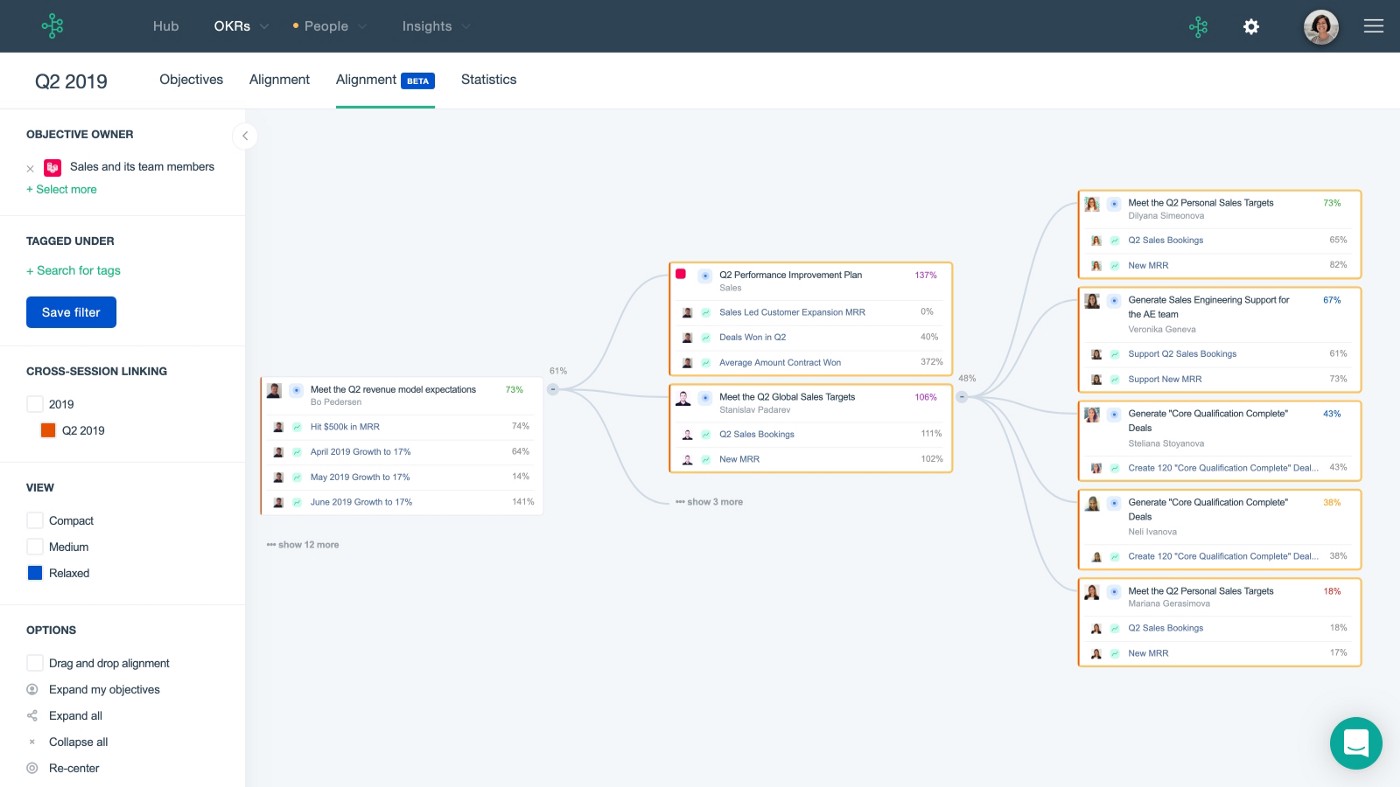 Hub
OKRs
People
Insights
Q2 2019
Objectives
Alignment
Alignment BETA
Statistics
OBJECTIVE OWNER
× Sales and its team members
+ Select more
TAGGED UNDER
+ Search for tags
Save filter
CROSS-SESSION LINKING
2019
Q2 2019
VIEW
Compact
Medium
Relaxed
OPTIONS
Drag and drop alignment
Expand my objectives
Expand all
Collapse all
Re-center
Meet the Q2 revenue model expectations 73%
Bo Pedersen
Hit $500k in MRR 74%
April 2019 Growth to 17% 64%
May 2019 Growth to 17% 14%
June 2019 Growth to 17% 141%
••• show 12 more
61%
Q2 Performance Improvement Plan 137%
Sales
Sales Led Customer Expansion MRR 0%
Deals Won in Q2 40%
Average Amount Contract Won 372%
Meet the Q2 Global Sales Targets 106%
Stanislav Padarev
Q2 Sales Bookings 111%
New MRR 102%
••• show 3 more
48%
Meet the Q2 Personal Sales Targets 73%
Dilyana Simeonova
Q2 Sales Bookings 65%
New MRR 82%
Generate Sales Engineering Support for 67%
the AE team
Veronika Geneva
Support Q2 Sales Bookings 61%
Support New MRR 73%
Generate "Core Qualification Complete" 43%
Deals
Steliana Stoyanova
Create 120 "Core Qualification Complete" Deal... 43%
Generate "Core Qualification Complete" 38%
Deals
Neli Ivanova
Create 120 "Core Qualification Complete" Deal... 38%
Meet the Q2 Personal Sales Targets 18%
Mariana Gerasimova
Q2 Sales Bookings 18%
New MRR 17%